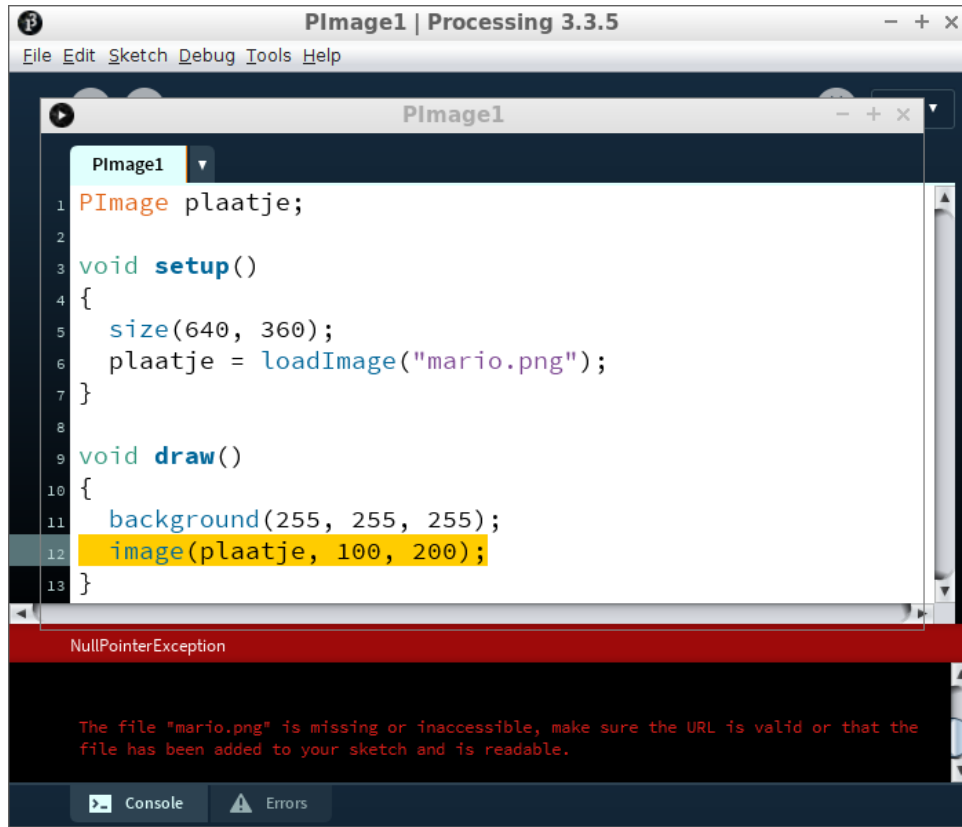 PImage1 | Processing 3.3.5
File Edit Sketch Debug Tools Help
PImage1
PImage1
1 PImage plaatje;
2
3 void setup()
4 {
5 size(640, 360);
6 plaatje = loadImage("mario.png");
7 }
8
9 void draw()
10 {
11 background(255, 255, 255);
12 image(plaatje, 100, 200);
13 }
NullPointerException
The file "mario.png" is missing or inaccessible, make sure the URL is valid or that the
file has been added to your sketch and is readable.
Console Errors